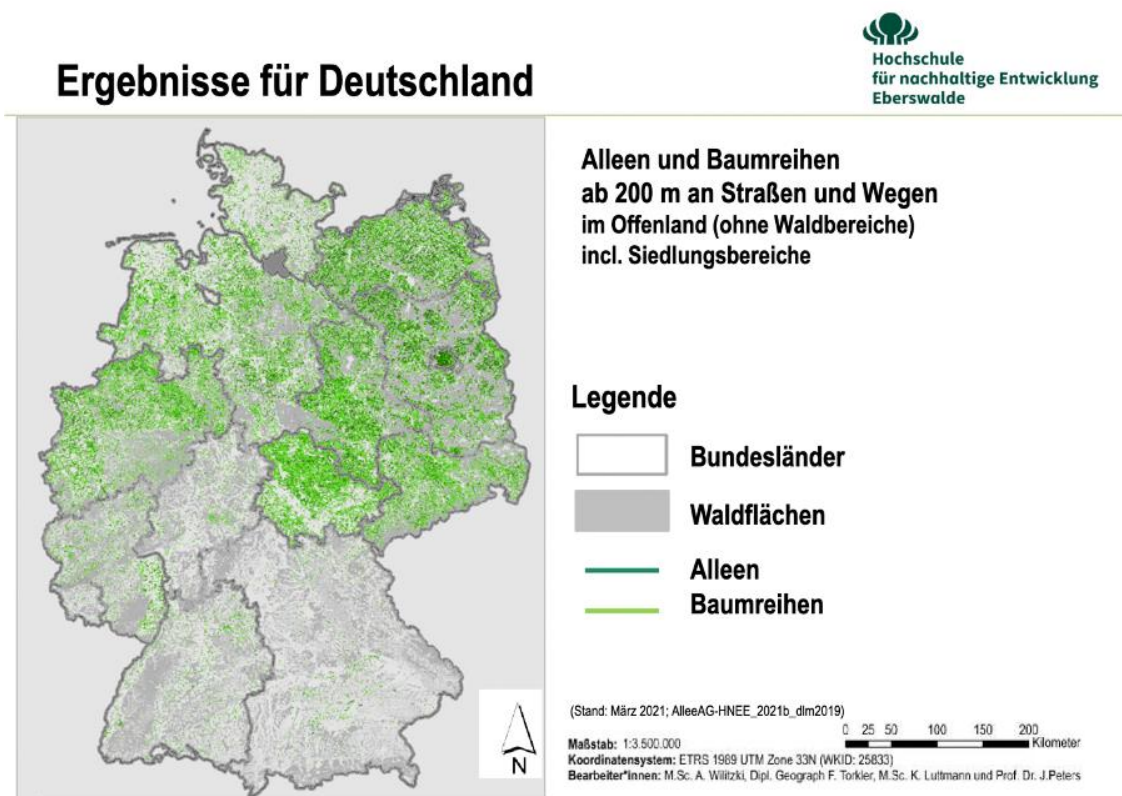 Ergebnisse für Deutschland
Hochschule
für nachhaltige Entwicklung
Eberswalde
Alleen und Baumreihen
ab 200 m an Straßen und Wegen
im Offenland (ohne Waldbereiche)
incl. Siedlungsbereiche
Legende
Bundesländer
Waldflächen
Alleen
Baumreihen
N
(Stand: März 2021; AlleeAG-HNEE_2021b_dlm2019)
0 25 50 100 150 200
Kilometer
Maßstab: 1:3.500.000
Koordinatensystem: ETRS 1989 UTM Zone 33N (WKID: 25833)
Bearbeiter*innen: M.Sc. A. Wilitzki, Dipl. Geograph F. Torkler, M.Sc. K. Luttmann und Prof. Dr. J.Peters